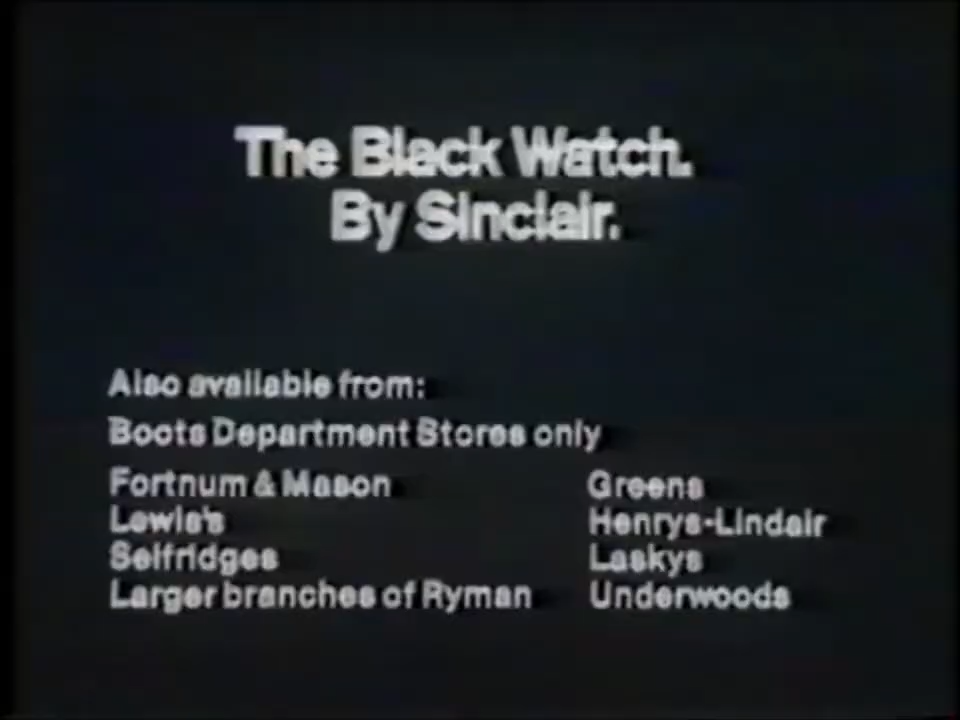 The Black Watch.
By Sinclair.
Also available from:
Boots Department Stores only
Fortnum & Mason
Lewis's
Selfridges
Larger branches of Ryman
Greens
Henrys-Lindair
Laskys
Underwoods